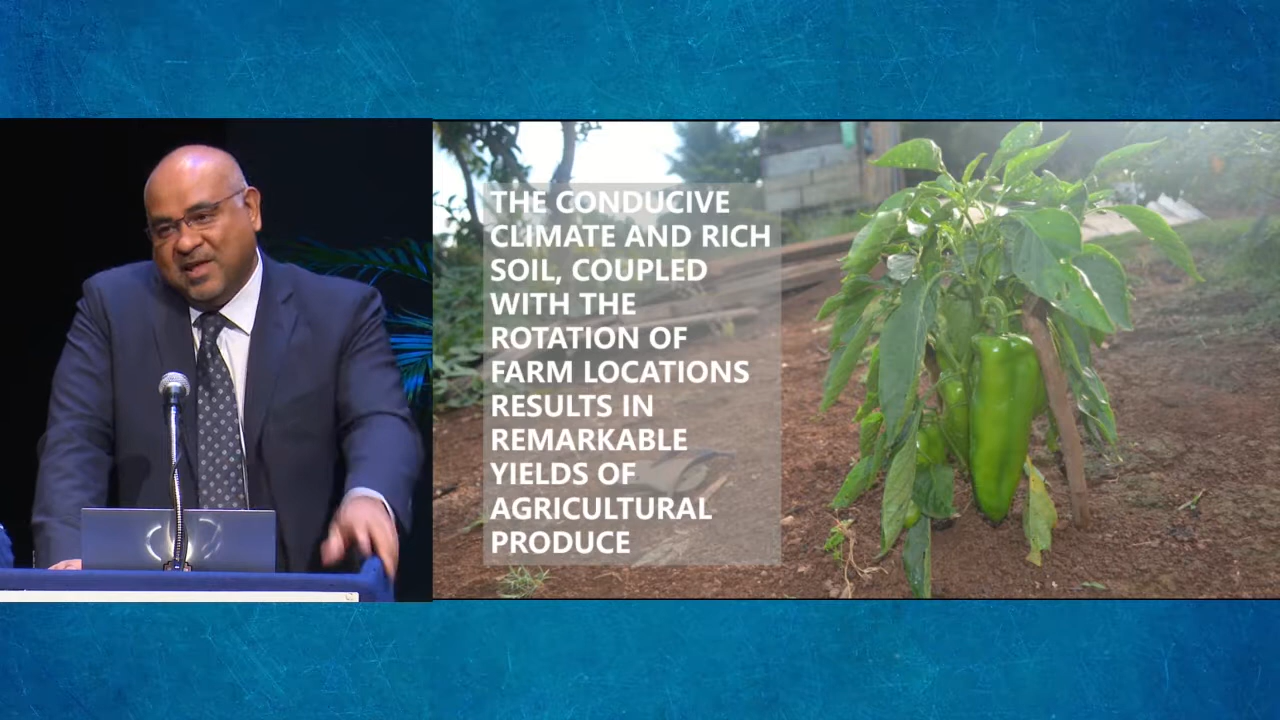 THE CONDUCIVE
CLIMATE AND RICH
SOIL, COUPLED
WITH THE
ROTATION OF
FARM LOCATIONS
RESULTS IN
REMARKABLE
YIELDS OF
AGRICULTURAL
PRODUCE